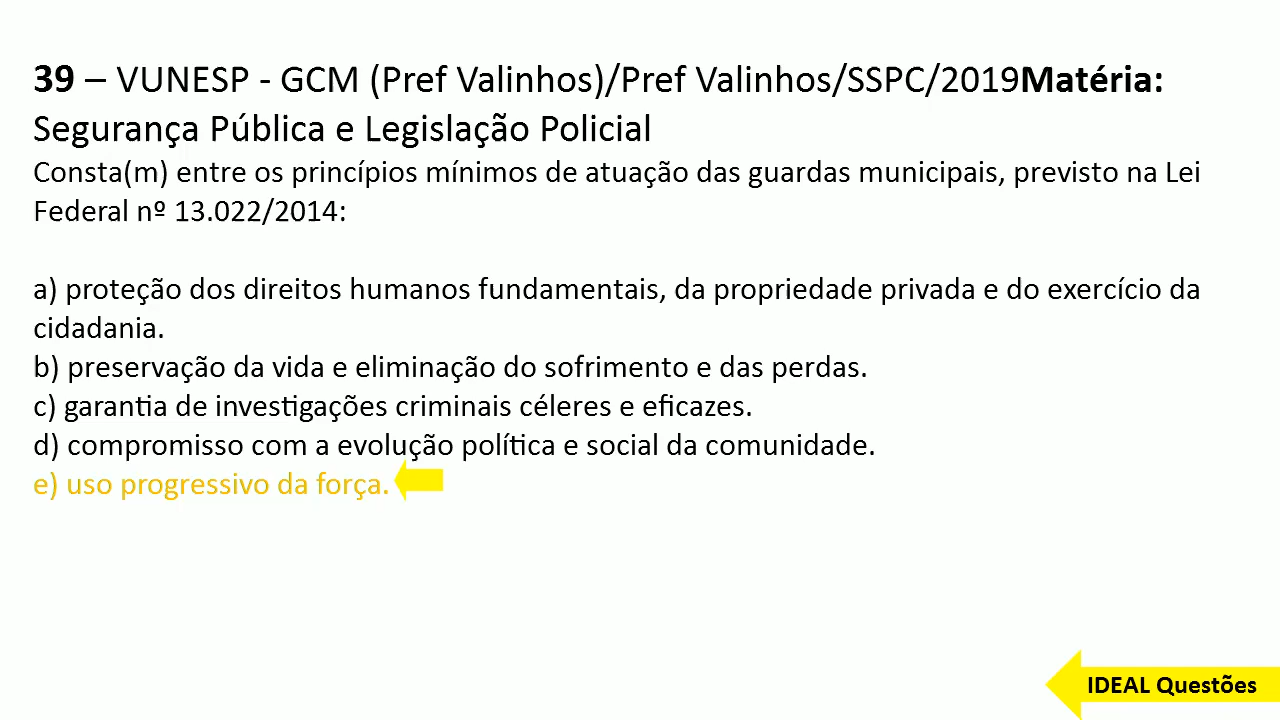 39 – VUNESP - GCM (Pref Valinhos)/Pref Valinhos/SSPC/2019Matéria:
Segurança Pública e Legislação Policial
Consta(m) entre os princípios mínimos de atuação das guardas municipais, previsto na Lei
Federal nº 13.022/2014:
a) proteção dos direitos humanos fundamentais, da propriedade privada e do exercício da
cidadania.
b) preservação da vida e eliminação do sofrimento e das perdas.
c) garantia de investigações criminais céleres e eficazes.
d) compromisso com a evolução política e social da comunidade.
e) uso progressivo da força.
IDEAL Questões